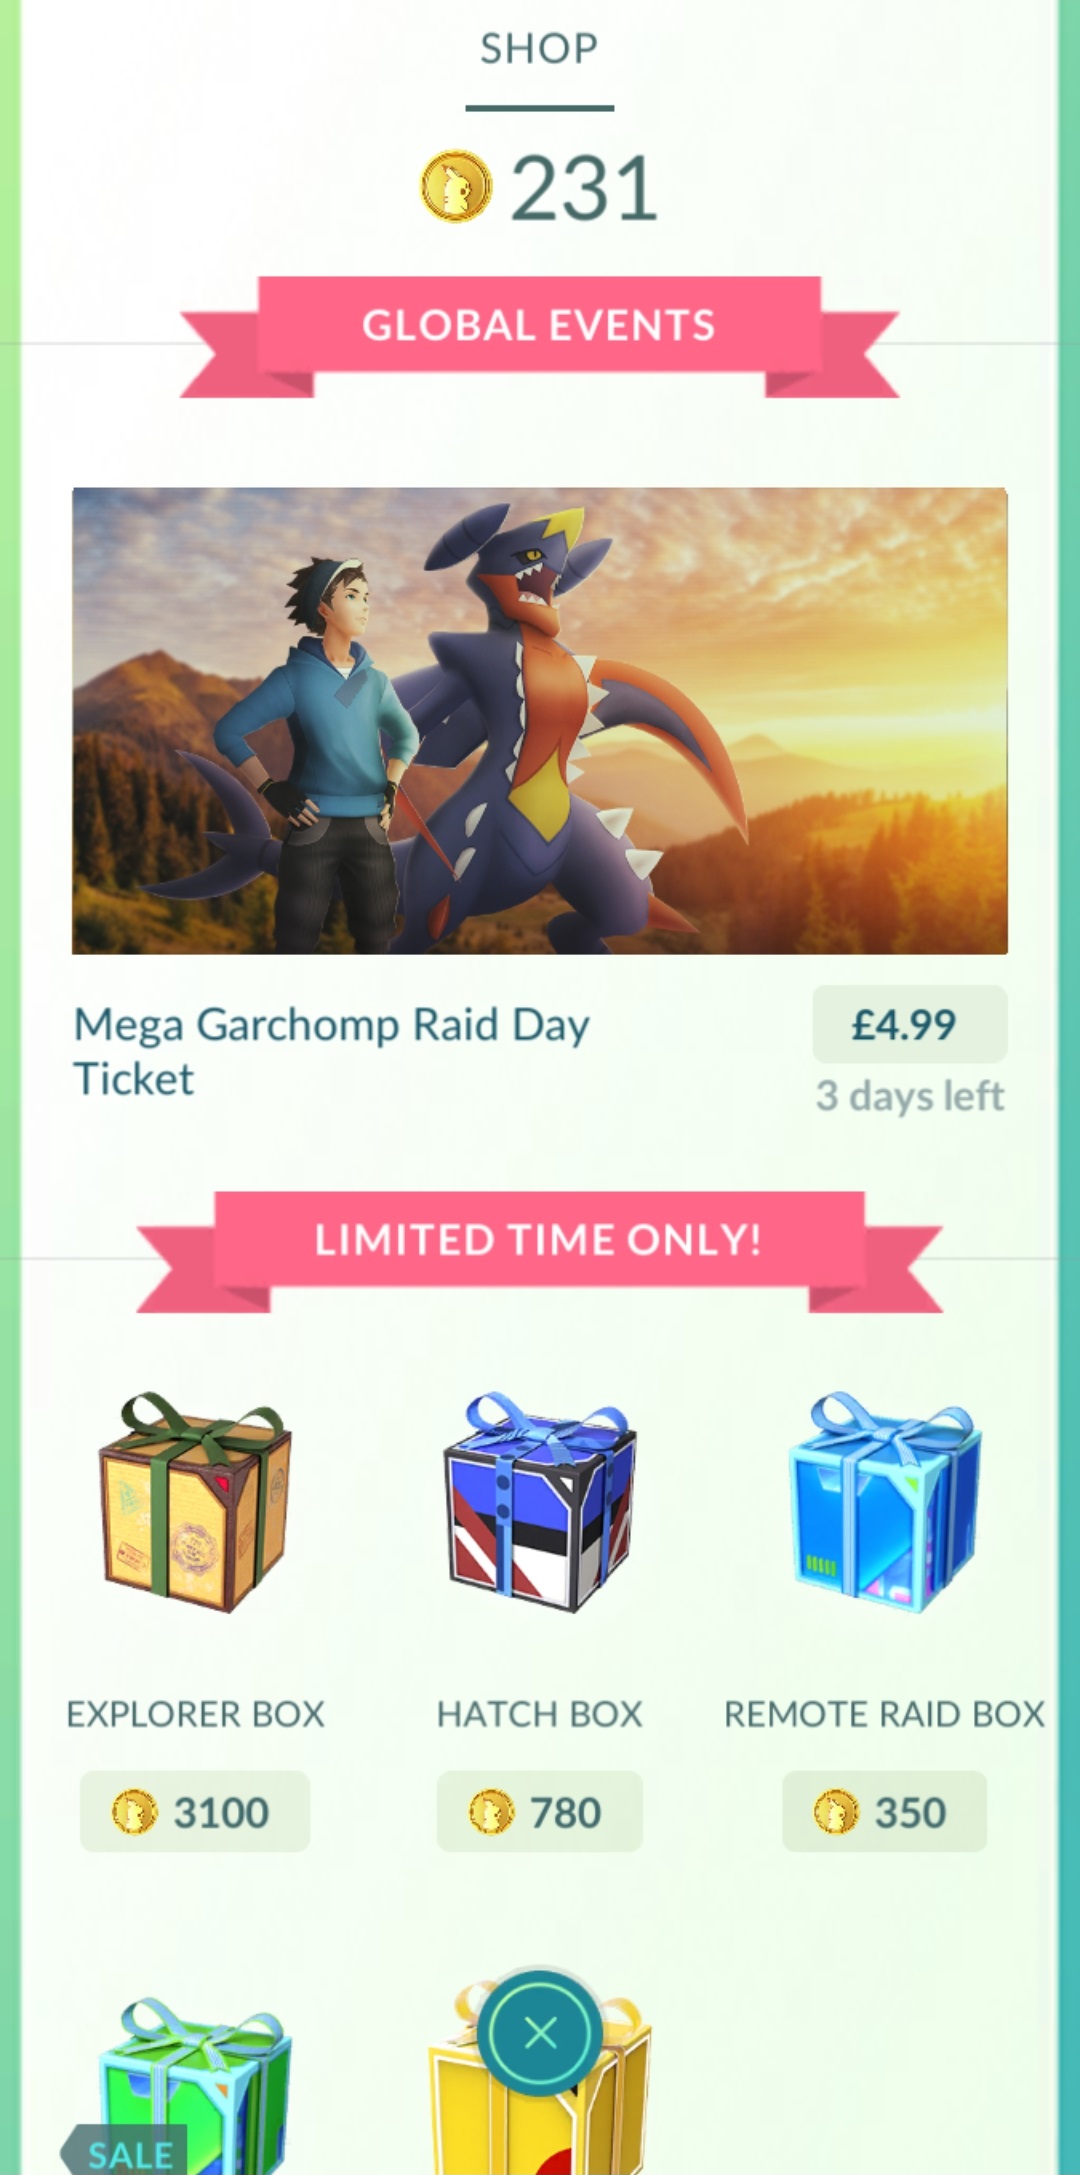 SHOP
231
GLOBAL EVENTS
Mega Garchomp Raid Day
Ticket
£4.99
3 days left
LIMITED TIME ONLY!
EXPLORER BOX
HATCH BOX
REMOTE RAID BOX
3100
780
350
SALE